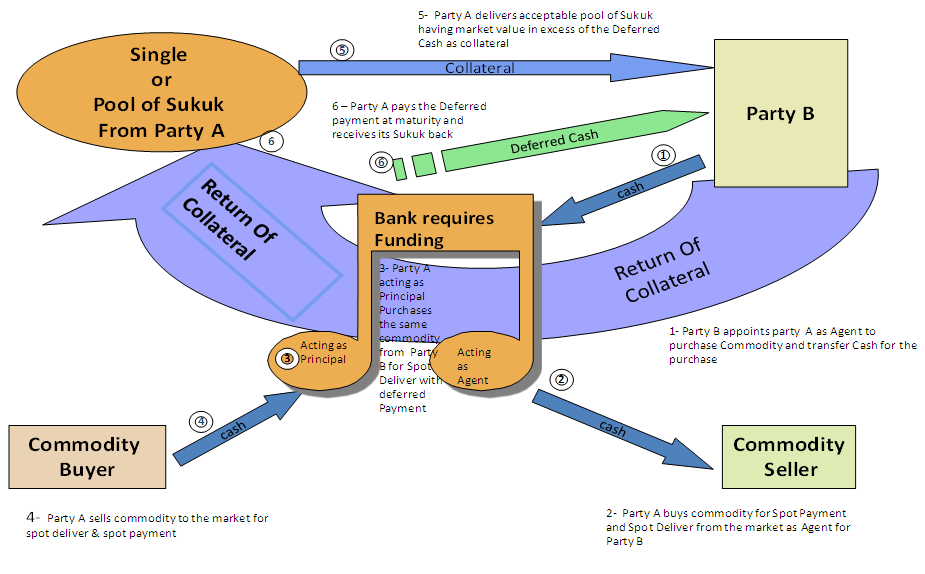 5- Party A delivers acceptable pool of Sukuk
having market value in excess of the Deferred
Cash as collateral
Single
or
Pool of Sukuk
From Party A
⑤
Collateral
Party B
6 – Party A pays the Deferred
payment at maturity and
receives its Sukuk back
⑥
Deferred Cash
⑥
①
cash
Return Of
Collateral
Bank requires
Funding
Return Of
Collateral
3- Party A
acting as
Principal
Purchases
the same
commodity
from Party
B for Spot
Deliver with
deferred
Payment
③
Acting as
Principal
Acting
as
Agent
1- Party B appoints party A as Agent to
purchase Commodity and transfer Cash for the
purchase
②
cash
④
cash
Commodity
Buyer
Commodity
Seller
4- Party A sells commodity to the market for
spot deliver & spot payment
2- Party A buys commodity for Spot Payment
and Spot Deliver from the market as Agent for
Party B